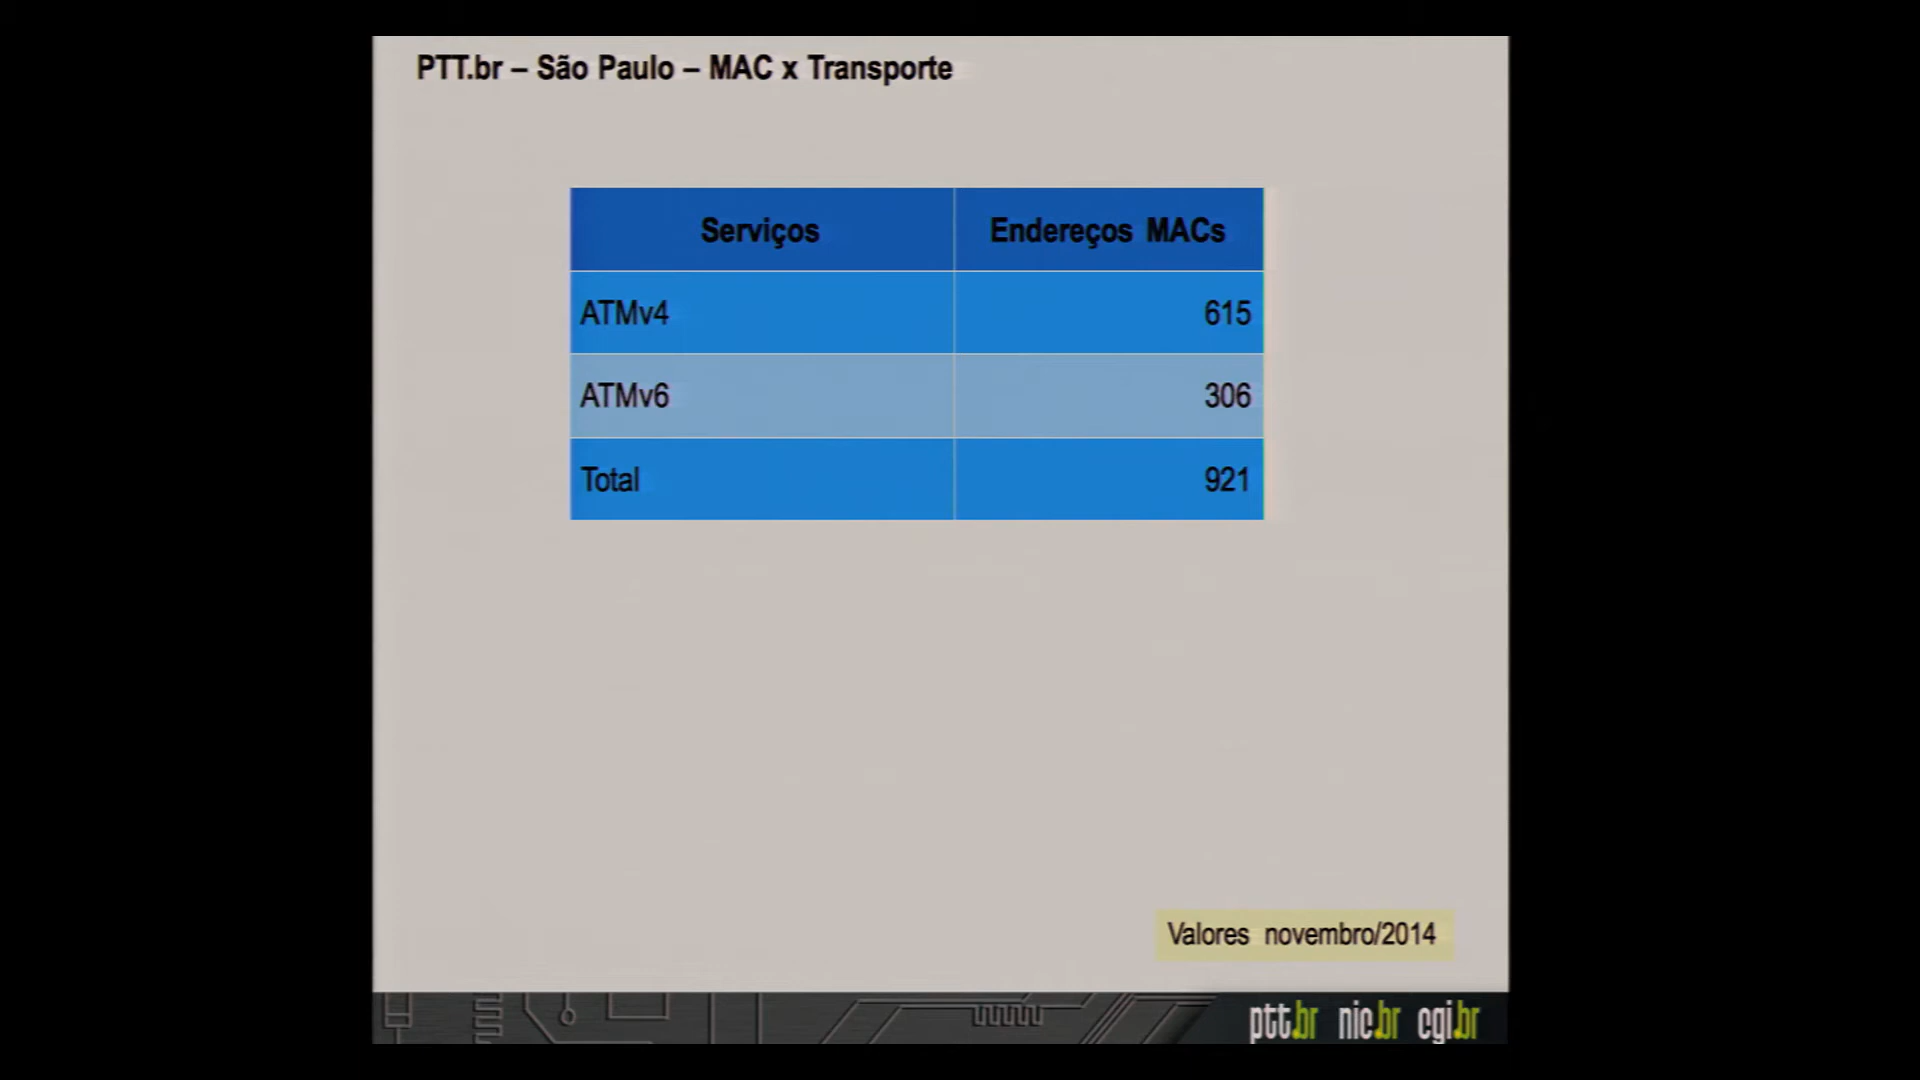 PTT.br – São Paulo – MAC x Transporte
Serviços Endereços MACs
ATMv4 615
ATMv6 306
Total 921
Valores novembro/2014
ptt.br nic.br cgi.br